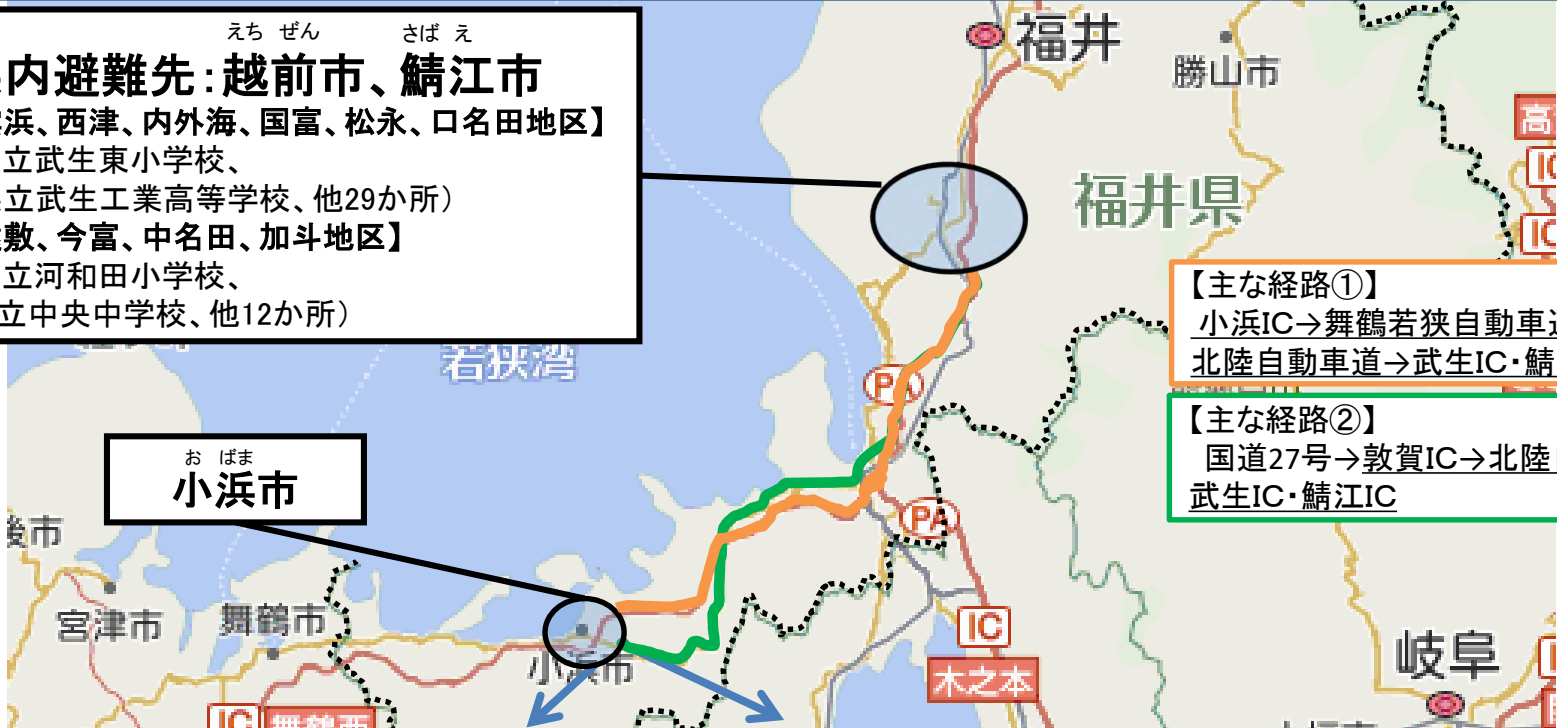 えち ぜん さば え
内避難先:越前市、鯖江市
浜、西津、内外海、国富、松永、口名田地区】
立武生東小学校、
立武生工業高等学校、他29か所）
敷、今富、中名田、加斗地区】
立河和田小学校、
立中央中学校、他12か所）
福井
勝山市
福井県
IC
IC
【主な経路①】
小浜IC→舞鶴若狭自動車道
北陸自動車道→武生IC・鯖
【主な経路②】
国道27号→敦賀IC→北陸
武生IC・鯖江IC
若狭湾
PA
お ばま
小浜市
PA
後市
宮津市
舞鶴市
小浜市
IC
木之本
岐阜
IC
舞鶴西